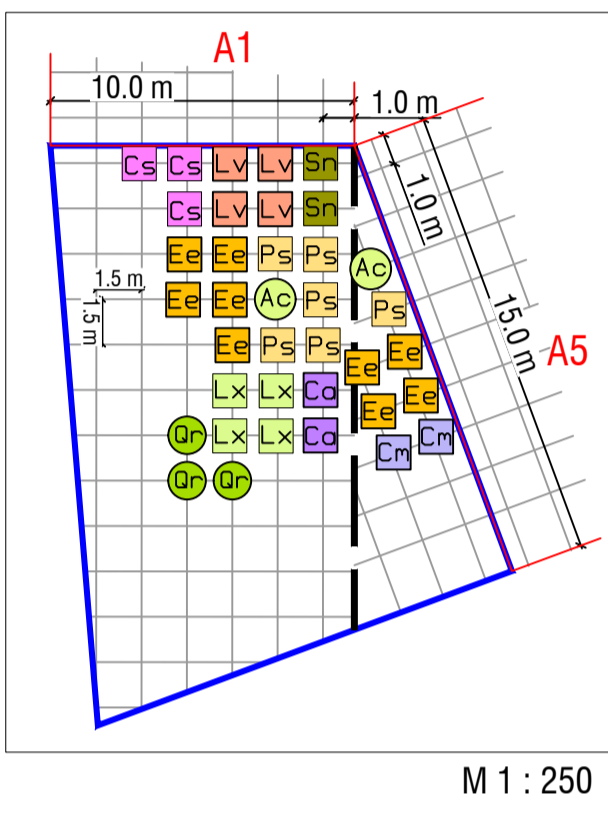 A1
10.0 m
1.0 m
Cs Cs Lv Lv Sn
1.0 m
Cs Lv Lv Sn
Ee Ee Ps Ps Ac
1.5 m
Ee Ee Ac Ps Ps
1.5 m
15.0 m
A5
Ee Ps Ps Ee Ee
Lx Lx Ca Ee Ee
Qr Lx Lx Ca Cm Cm
Qr Qr
M 1 : 250